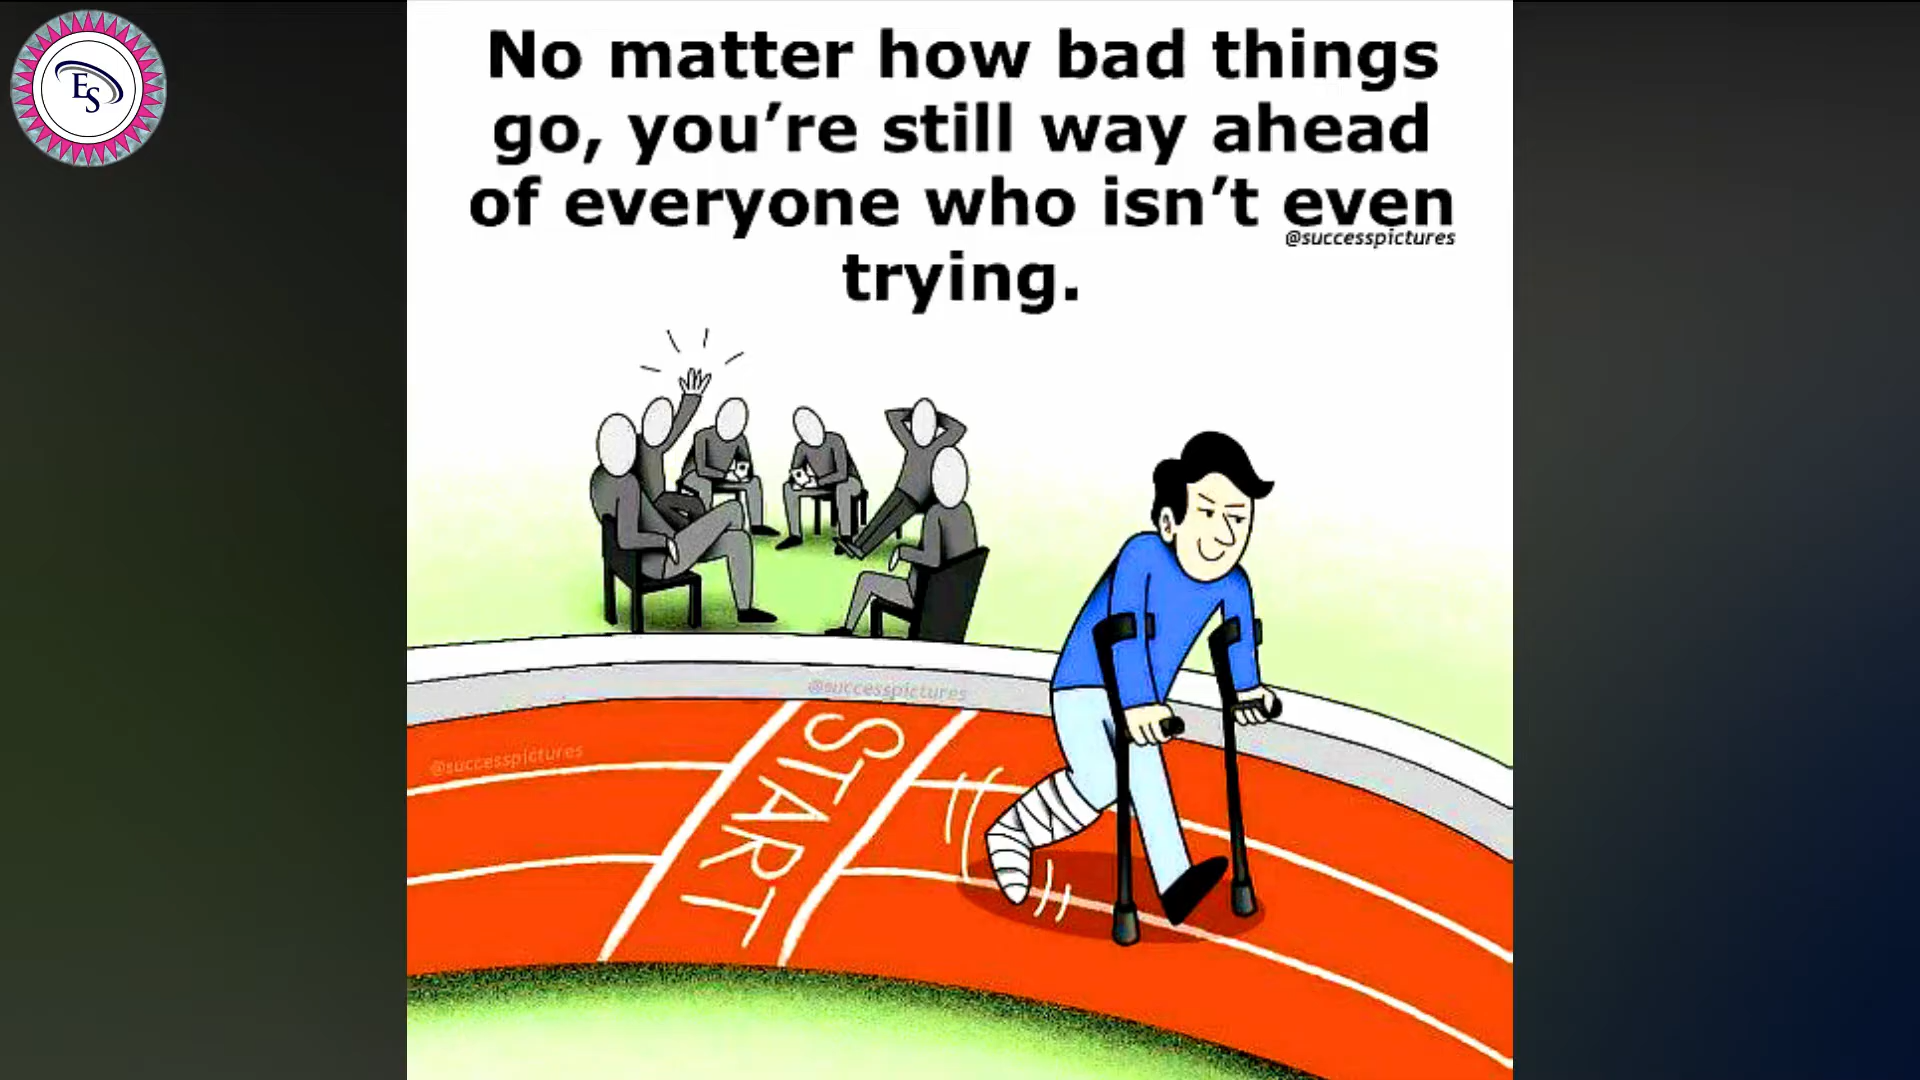 ES
No matter how bad things
go, you’re still way ahead
of everyone who isn’t even
@successpictures
trying.
@successpictures
@successpictures
START